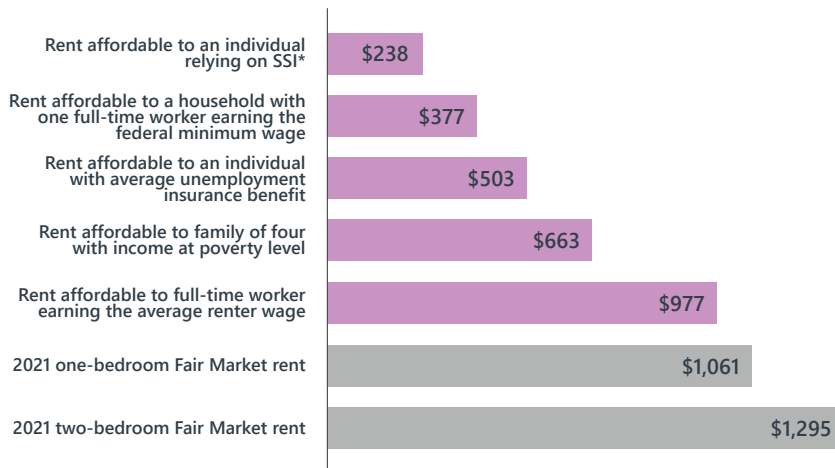 Rent affordable to an individual
relying on SSI*
$238
Rent affordable to a household with
one full-time worker earning the
federal minimum wage
$377
Rent affordable to an individual
with average unemployment
insurance benefit
$503
Rent affordable to family of four
with income at poverty level
$663
Rent affordable to full-time worker
earning the average renter wage
$977
2021 one-bedroom Fair Market rent
$1,061
2021 two-bedroom Fair Market rent
$1,295